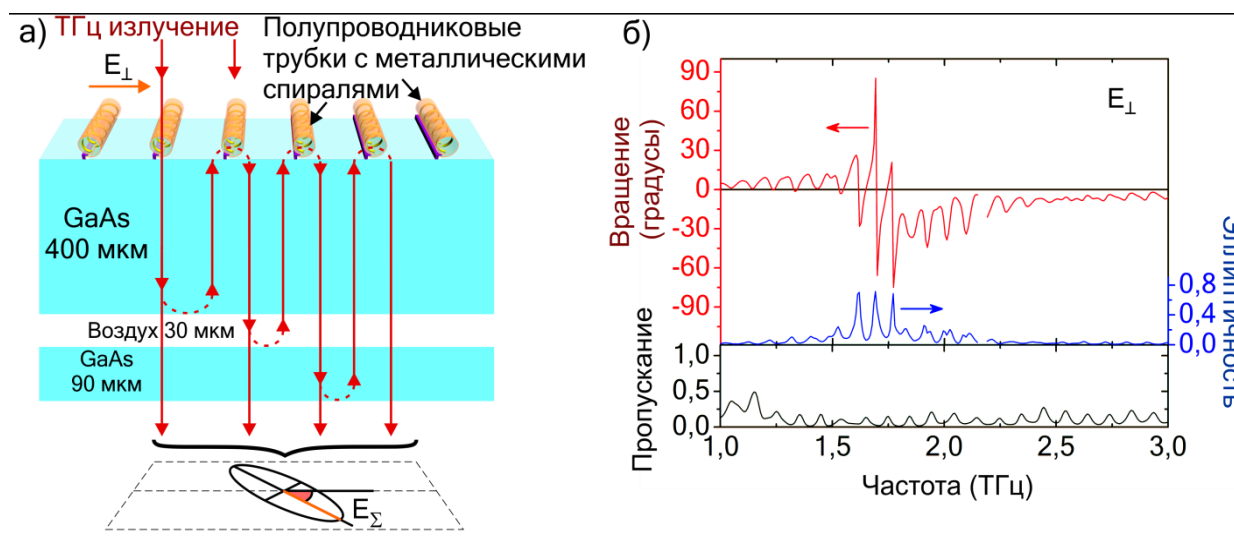 а)
ТГц излучение
Полупроводниковые
трубки с металлическими
спиралями
E⊥
GaAs
400 мкм
Воздух 30 мкм
GaAs
90 мкм
EΣ
б)
Вращение
(градусы)
90
60
30
0
-30
-60
-90
E⊥
0,8
0,4
0,0
Эллиптичность
Пропускание
1,0
0,5
0,0
1,0
1,5
2,0
2,5
3,0
Частота (ТГц)